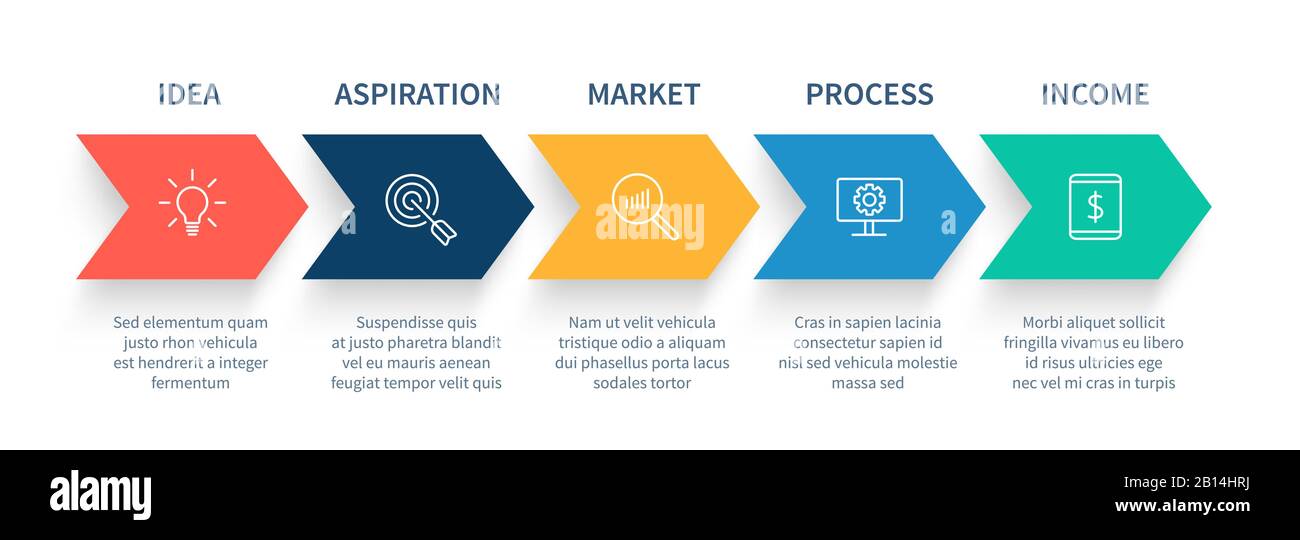 IDEA
Sed elementum quam
justo rhon vehicula
est hendrerit a integer
fermentum
ASPIRATION
Suspendisse quis
at justo pharetra blandit
vel eu mauris aenean
feugiat tempor velit quis
MARKET
Nam ut velit vehicula
tristique odio a aliquam
dui phasellus porta lacus
sodales tortor
PROCESS
Cras in sapien lacinia
consectetur sapien id
nisl sed vehicula molestie
massa sed
INCOME
$
Morbi aliquet sollicit
fringilla vivamus eu libero
id risus ultricies ege
nec vel mi cras in turpis
alamy
a
a
alamy
Image ID: 2B14HRJ
www.alamy.com